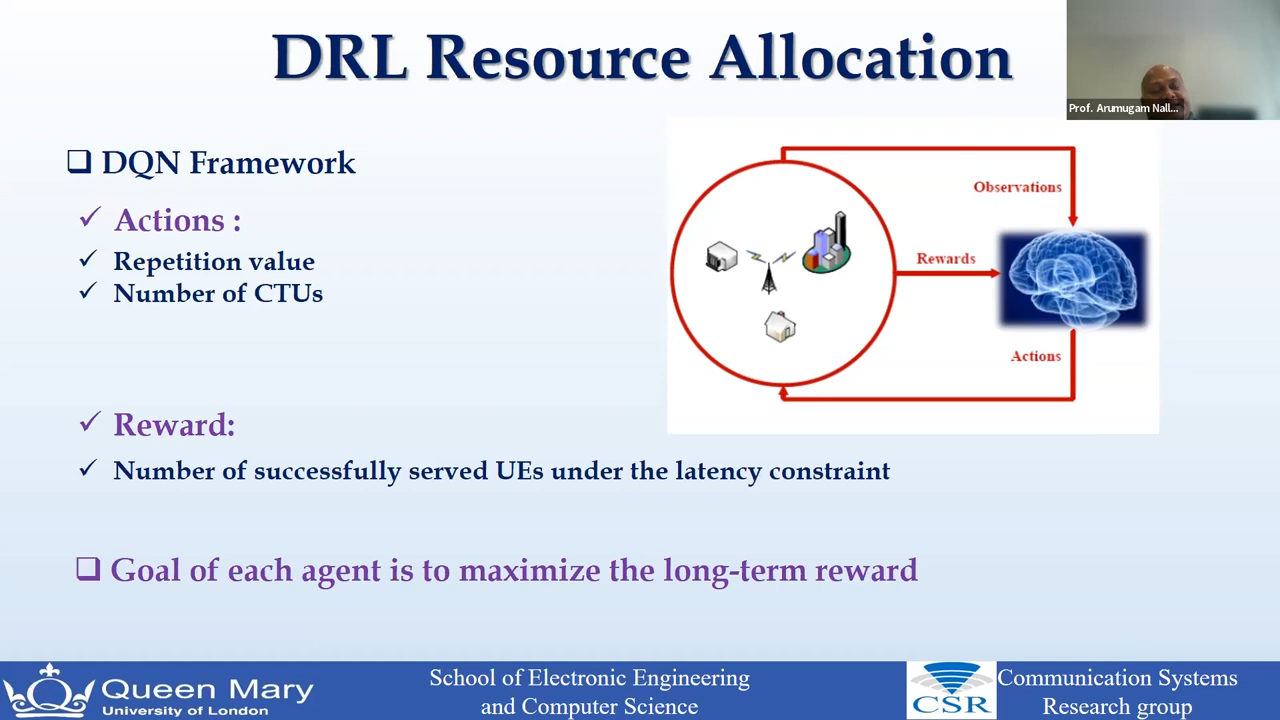 DRL Resource Allocation
Prof. Arumugam Nall...
DQN Framework
Actions :
Repetition value
Number of CTUs
Observations
Rewards
Actions
Reward:
Number of successfully served UEs under the latency constraint
Goal of each agent is to maximize the long-term reward
Queen Mary
University of London
School of Electronic Engineering
and Computer Science
CSR
Communication Systems
Research group